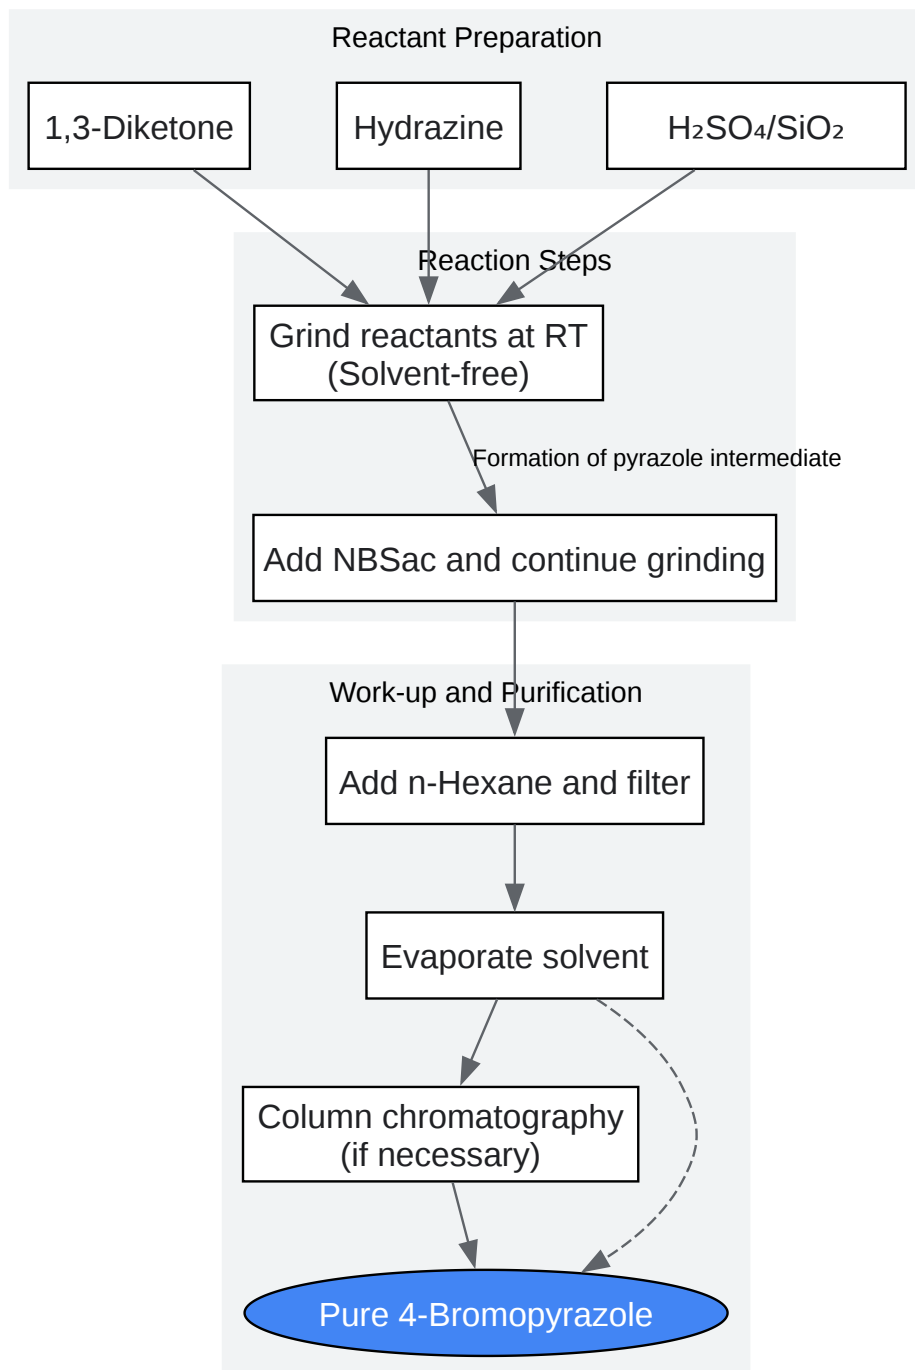 Reactant Preparation
1,3-Diketone
Hydrazine
H₂SO₄/SiO₂
Reaction Steps
Grind reactants at RT
(Solvent-free)
Formation of pyrazole intermediate
Add NBSac and continue grinding
Work-up and Purification
Add n-Hexane and filter
Evaporate solvent
Column chromatography
(if necessary)
Pure 4-Bromopyrazole